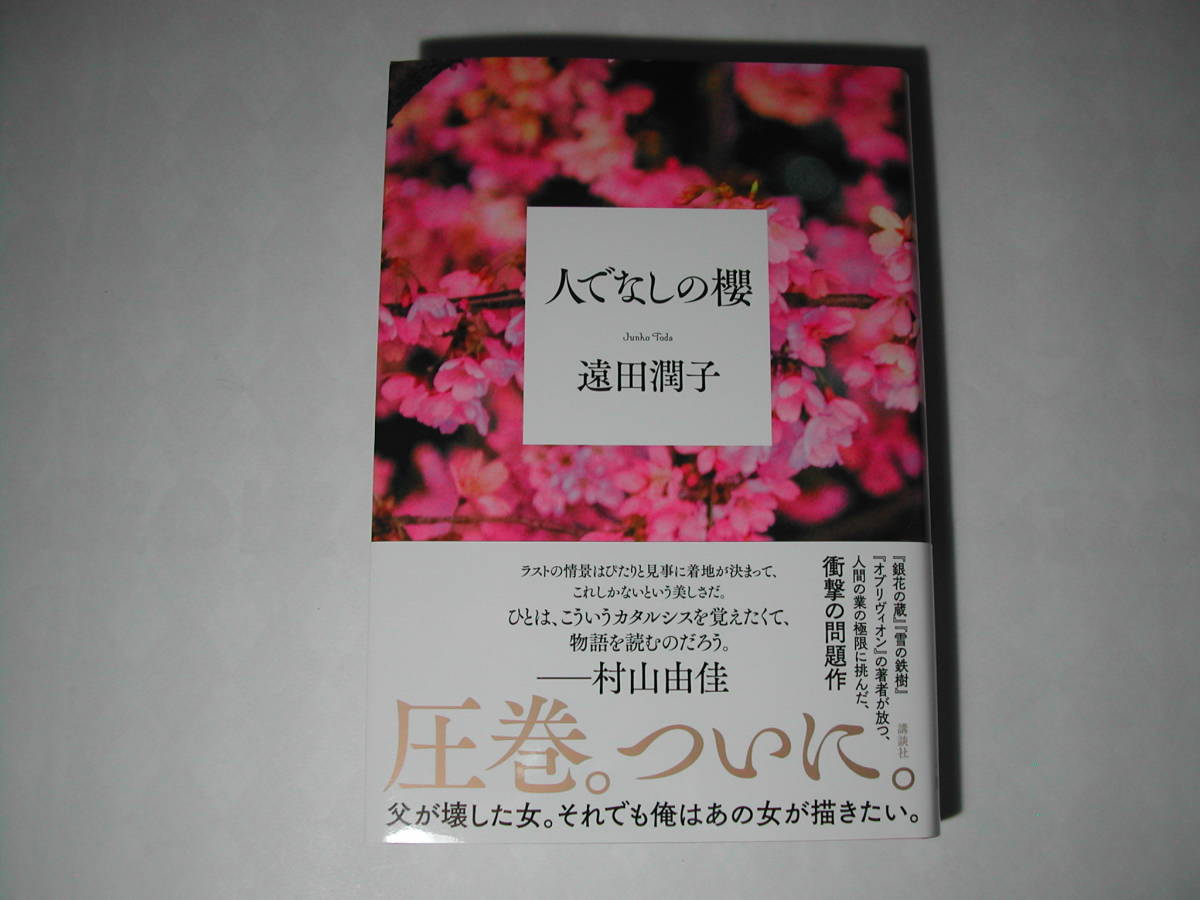 人でなしの櫻
Junko Toda
遠田潤子
『銀花の蔵』『雪の鉄樹』
『オブリヴィオン』の著者が放つ、
人間の業の極限に挑んだ、
衝撃の問題作
ラストの情景はぴたりと見事に着地が決まって、
これしかないという美しさだ。
ひとは、こういうカタルシスを覚えたくて、
物語を読むのだろう。
——村山由佳
講談社
圧巻。ついに。
父が壊した女。それでも俺はあの女が描きたい。